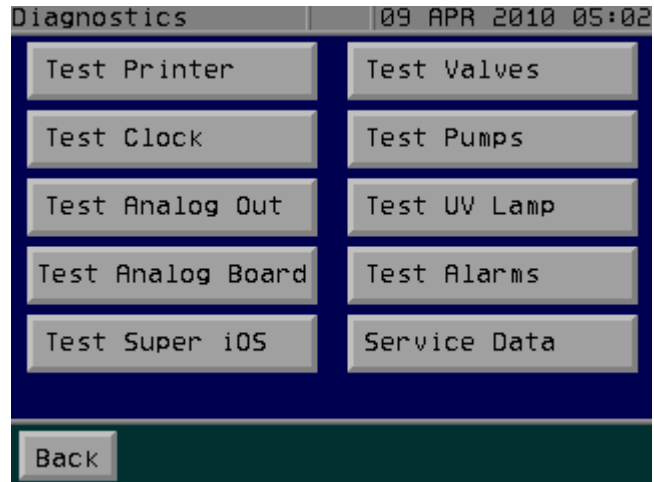 Diagnostics 09 APR 2010 05:02
Test Printer Test Valves
Test Clock Test Pumps
Test Analog Out Test UV Lamp
Test Analog Board Test Alarms
Test Super iOS Service Data
Back